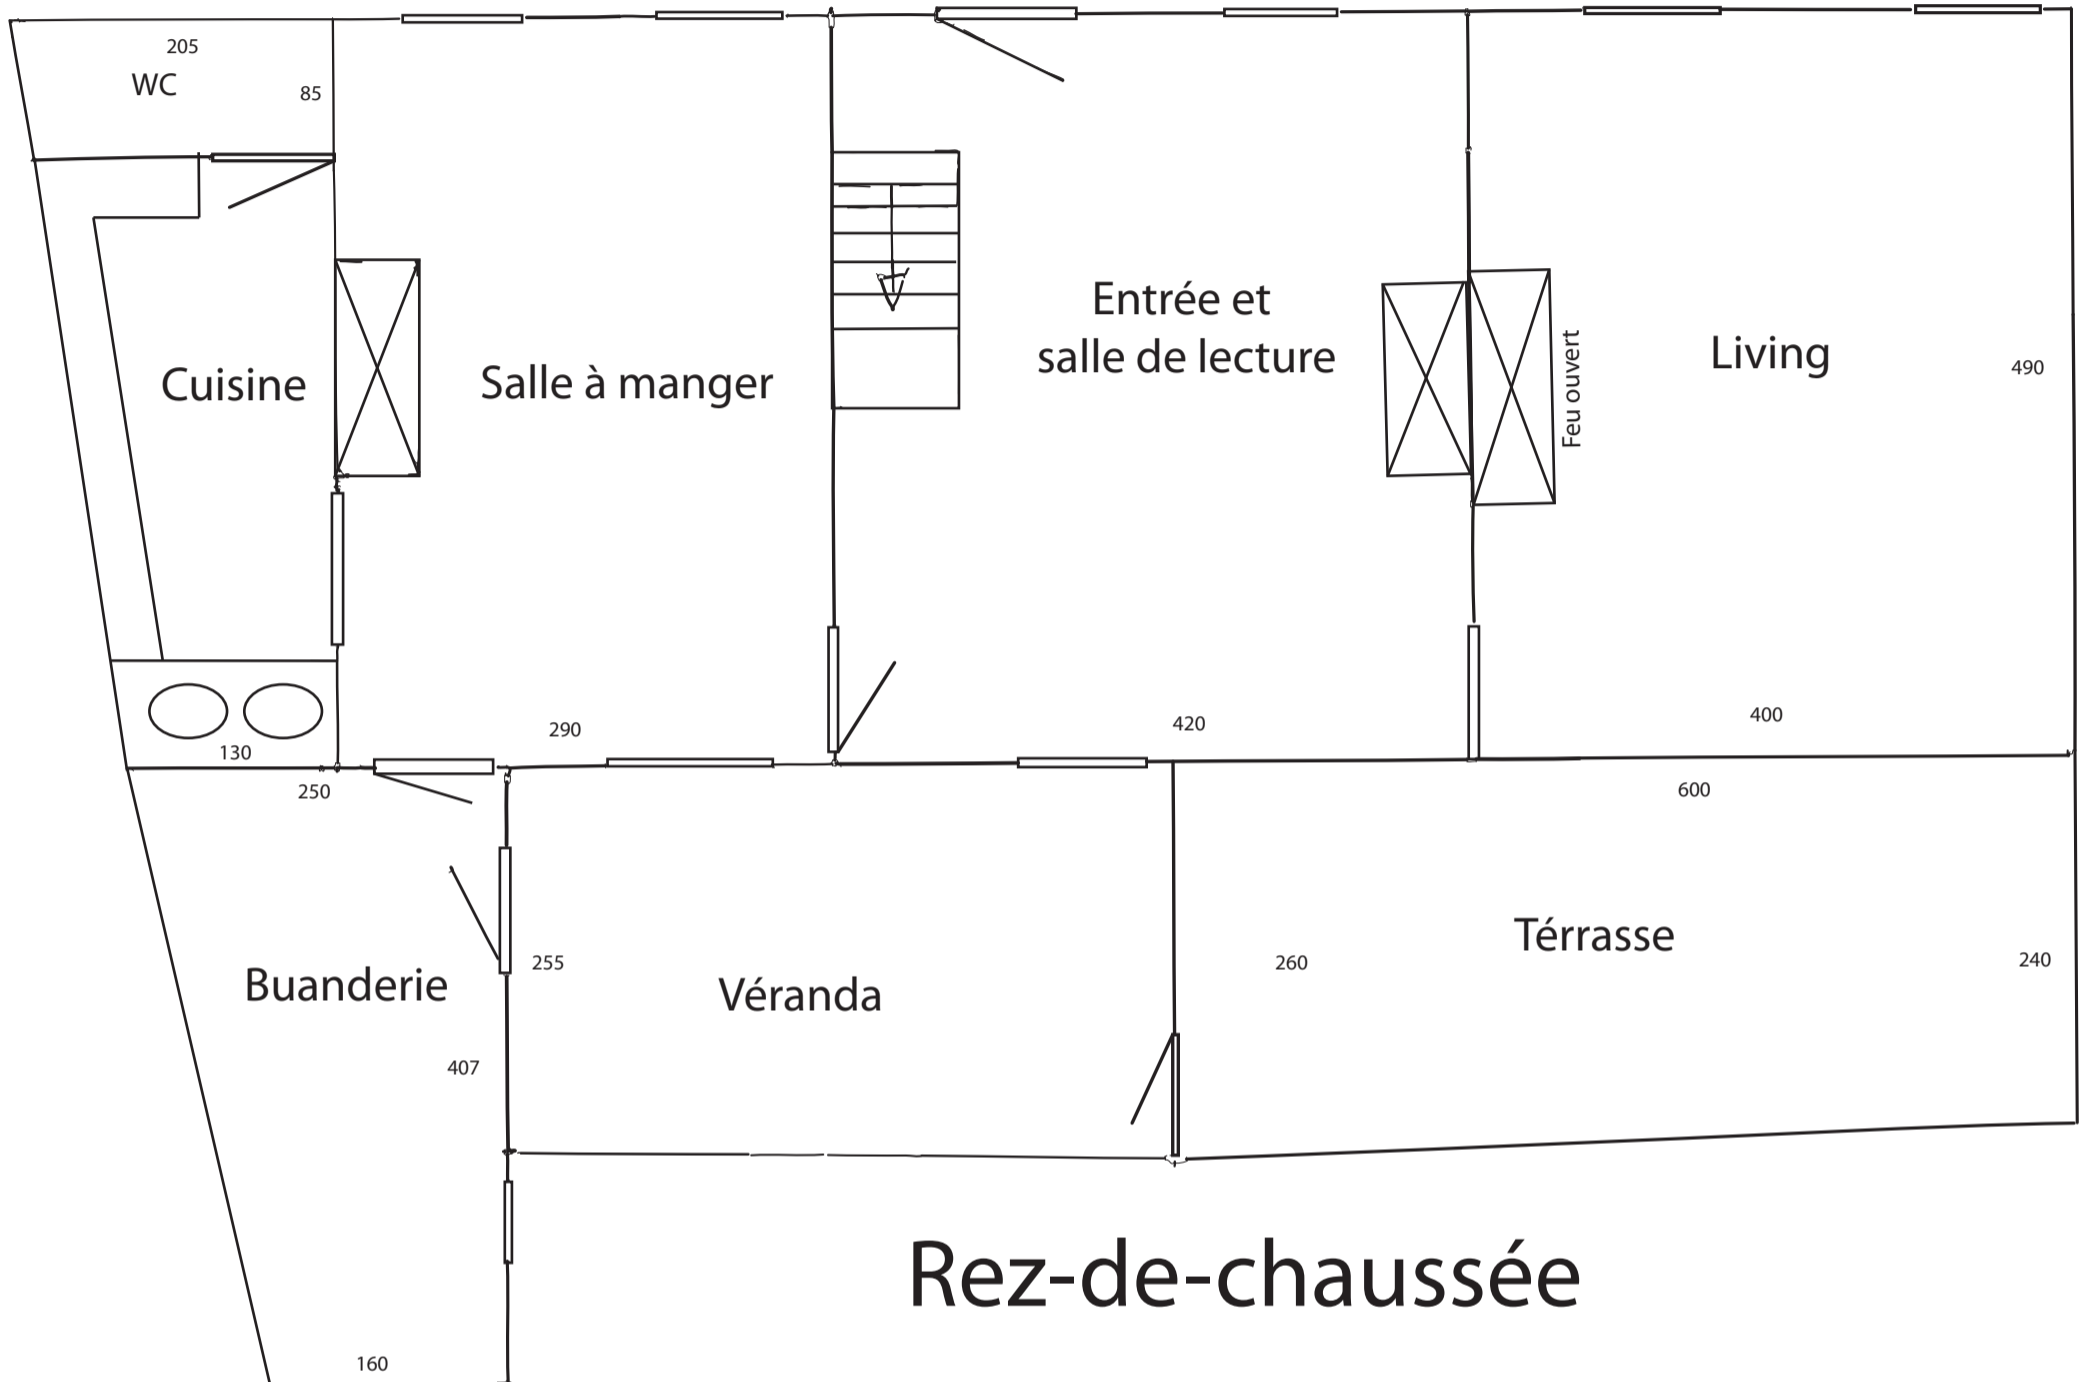 205
WC
85
Entrée et
salle de lecture
Feu ouvert
Living
490
Cuisine
Salle à manger
290
420
400
130
250
600
Buanderie
255
Véranda
260
Térrasse
240
407
Rez-de-chaussée
160